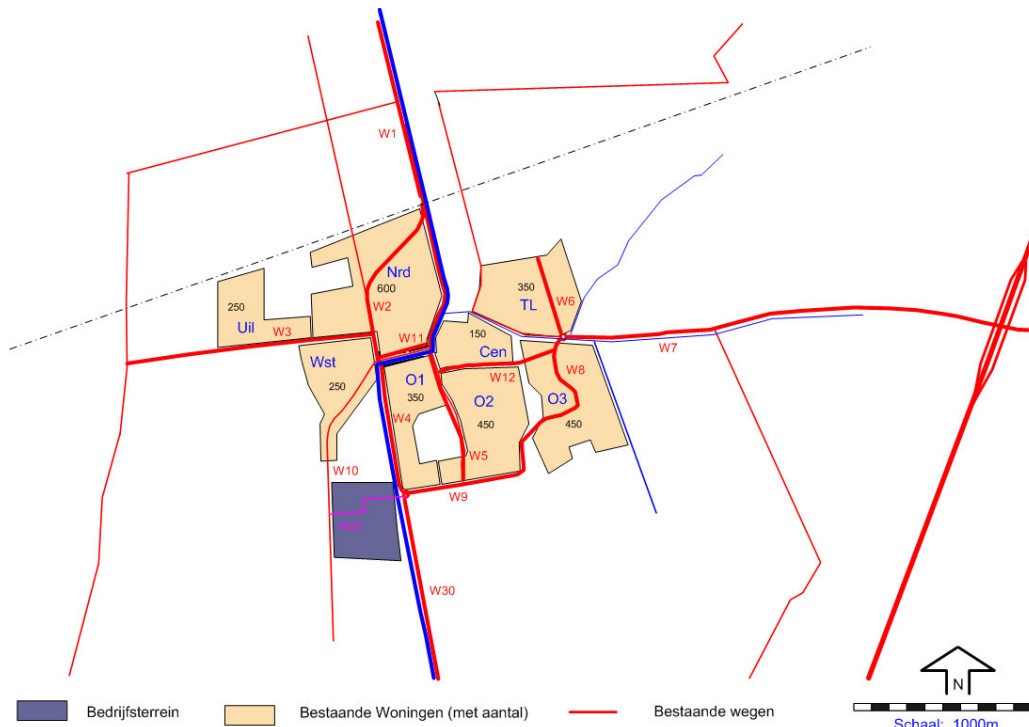 W1
Nrd
600
W2
250
Uil
W3
W11
Wst
250
350
TL
W6
150
Cen
W7
W12
W8
O1
350
W4
O2
450
O3
450
W5
W10
W9
W30
N
Bedrijfsterrein
Bestaande Woningen (met aantal)
Bestaande wegen
Schaal: 1000m